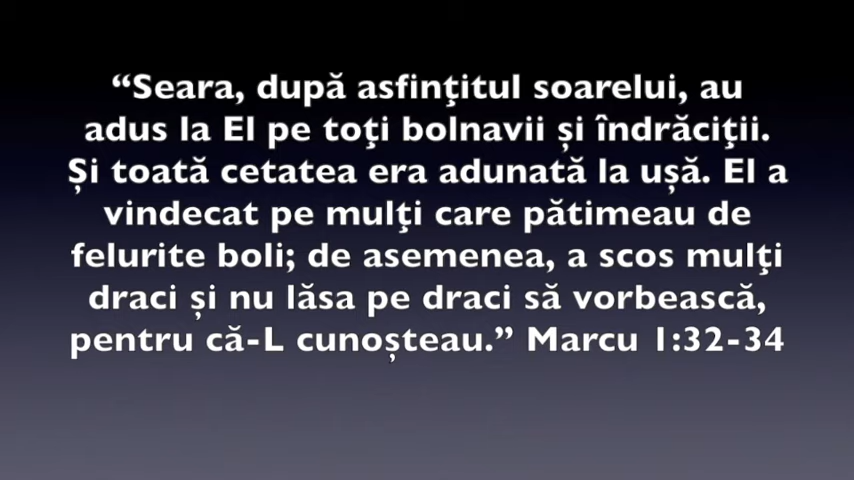 “Seara, după asfinţitul soarelui, au
adus la El pe toţi bolnavii și îndrăciţii.
Și toată cetatea era adunată la ușă. El a
vindecat pe mulţi care pătimeau de
felurite boli; de asemenea, a scos mulţi
draci și nu lăsa pe draci să vorbească,
pentru că-L cunoșteau.” Marcu 1:32-34